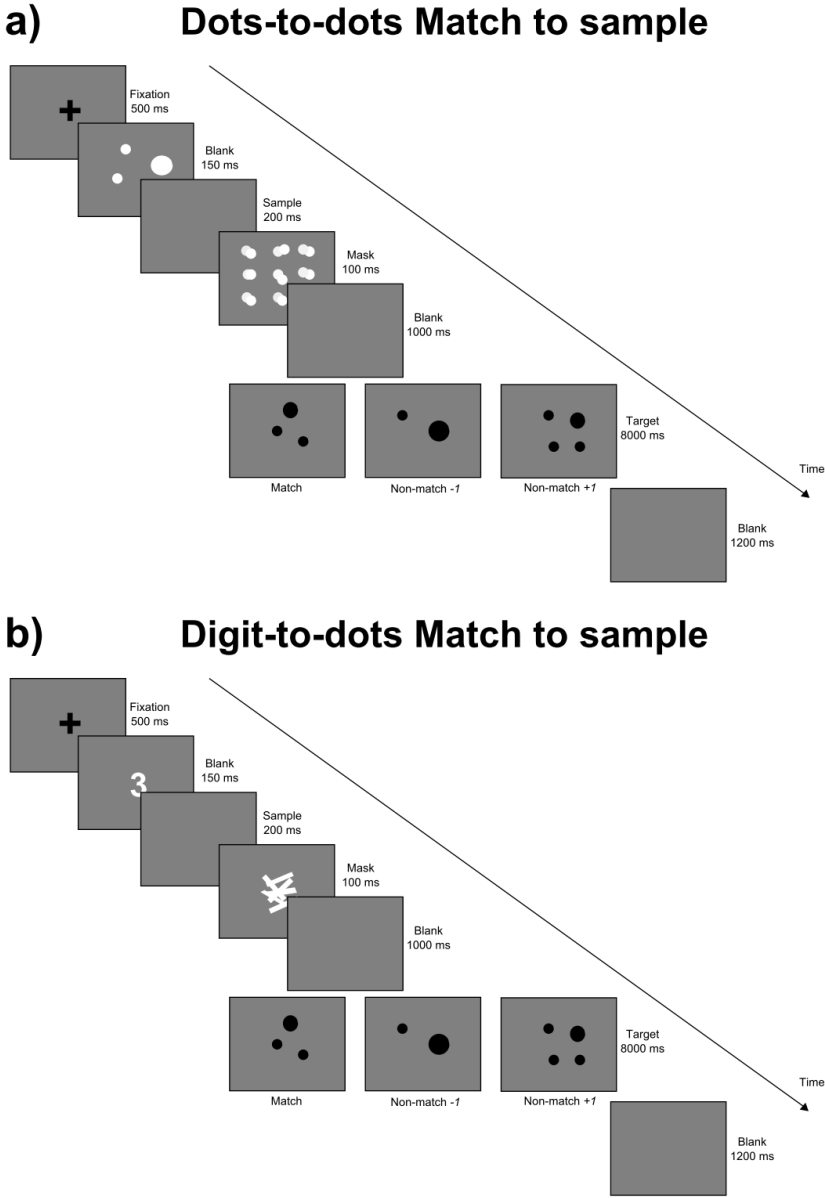 a) Dots-to-dots Match to sample
Fixation
500 ms
Blank
150 ms
Sample
200 ms
Mask
100 ms
Blank
1000 ms
Target
8000 ms
Match
Non-match -1
Non-match +1
Time
Blank
1200 ms
b) Digit-to-dots Match to sample
Fixation
500 ms
3
Blank
150 ms
Sample
200 ms
Mask
100 ms
Blank
1000 ms
Target
8000 ms
Match
Non-match -1
Non-match +1
Time
Blank
1200 ms